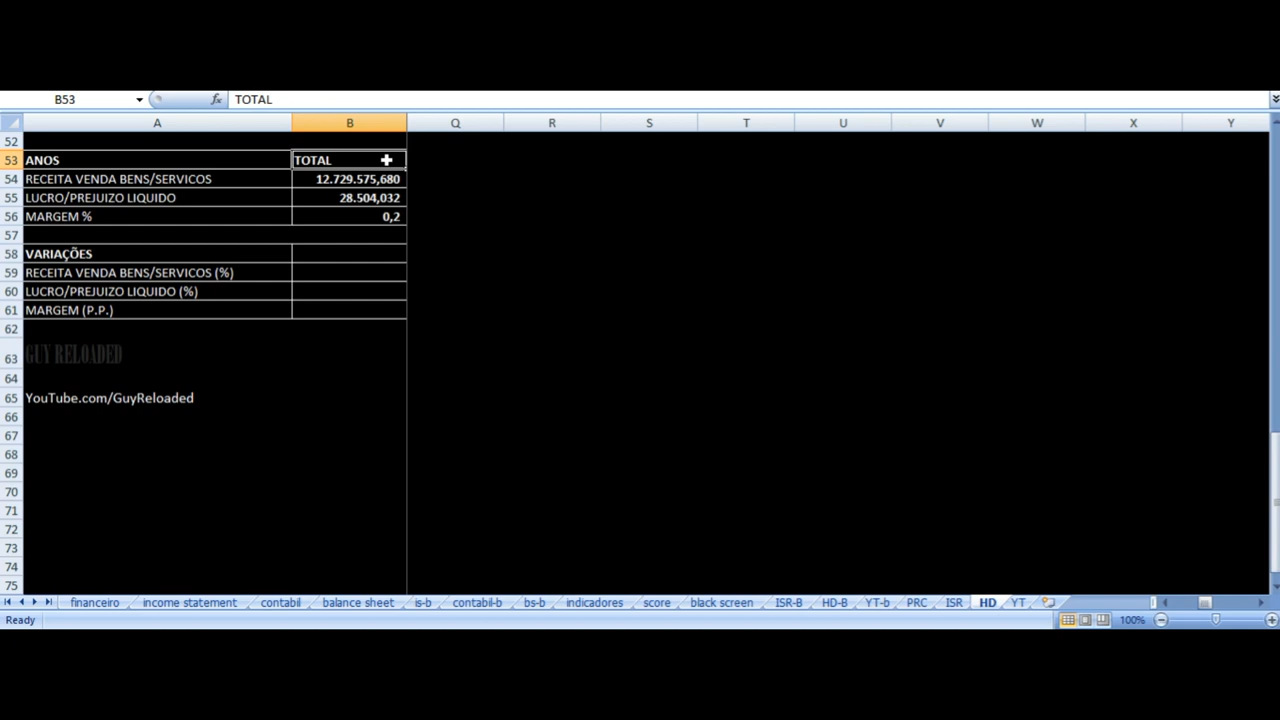 B53 fx TOTAL
A B Q R S T U V W X Y
52
53 ANOS TOTAL
54 RECEITA VENDA BENS/SERVICOS 12.729.575,680
55 LUCRO/PREJUIZO LIQUIDO 28.504,032
56 MARGEM % 0,2
57
58 VARIAÇÕES
59 RECEITA VENDA BENS/SERVICOS (%)
60 LUCRO/PREJUIZO LIQUIDO (%)
61 MARGEM (P.P.)
62
63 GUY RELOADED
64
65 YouTube.com/GuyReloaded
66
67
68
69
70
71
72
73
74
75
financeiro income statement contabil balance sheet is-b contabil-b bs-b indicadores score black screen ISR-B HD-B YT-b PRC ISR HD YT
Ready 100%